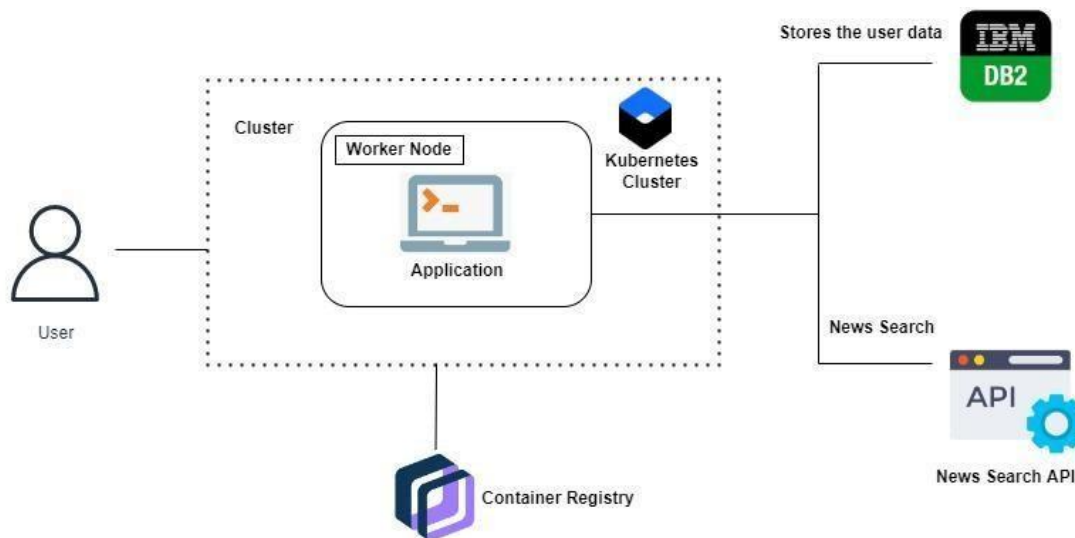 Stores the user data
IBM
DB2
Cluster
Worker Node
Kubernetes
Cluster
Application
User
News Search
API
News Search API
Container Registry